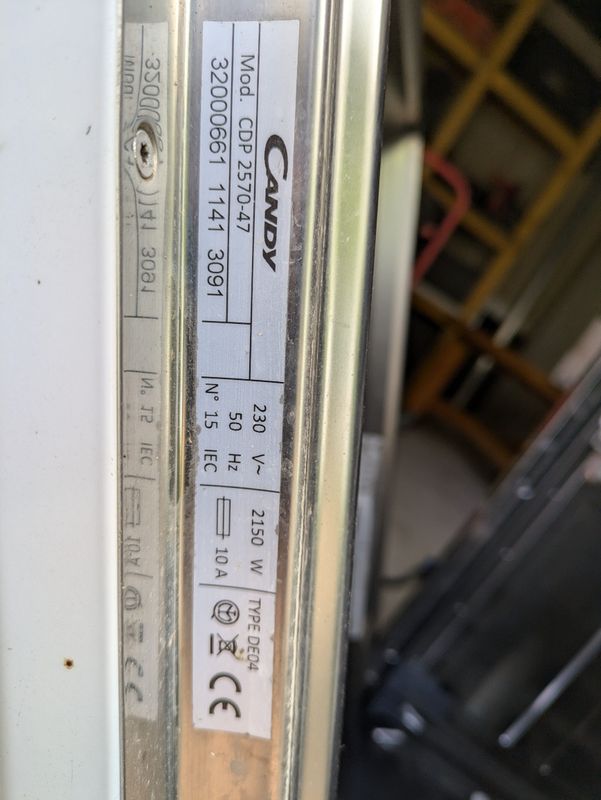 CANDY
Mod. CDP 2570-47
32000661 1141 3091
230 V~
50 Hz
N° 15 IEC
2150 W
10 A
TYPE DE04
CE